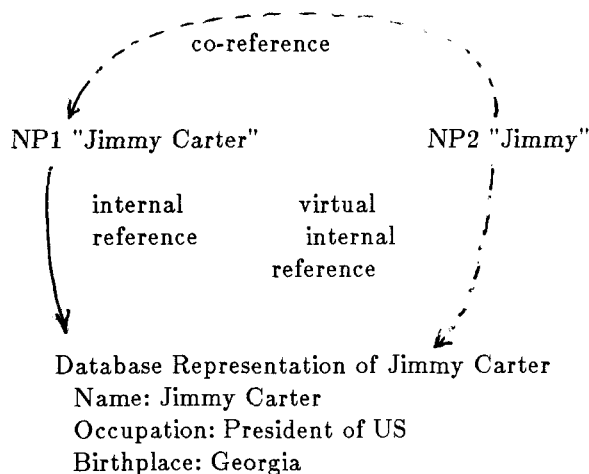 co-reference
NP1 "Jimmy Carter"
NP2 "Jimmy"
internal
reference
virtual
internal
reference
Database Representation of Jimmy Carter
Name: Jimmy Carter
Occupation: President of US
Birthplace: Georgia